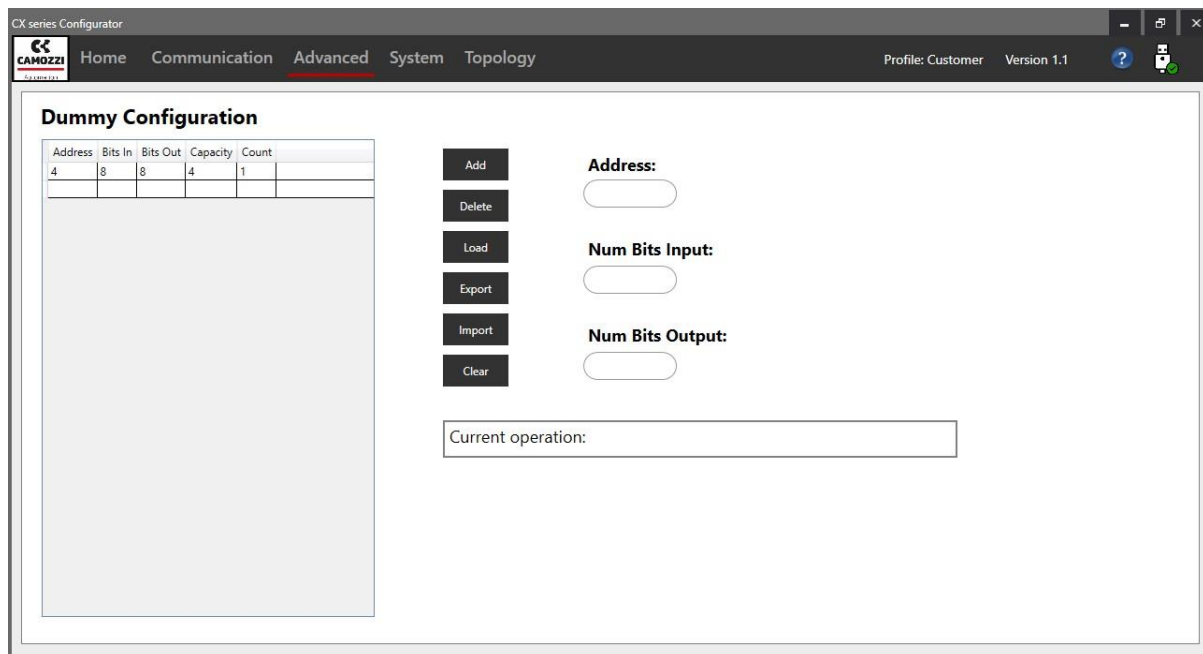 CX series Configurator
CAMOZZI
Automation
Home Communication Advanced System Topology Profile: Customer Version 1.1 ?
Dummy Configuration
Address Bits In Bits Out Capacity Count
4 8 8 4 1
Add
Delete
Load
Export
Import
Clear
Address:
Num Bits Input:
Num Bits Output:
Current operation: